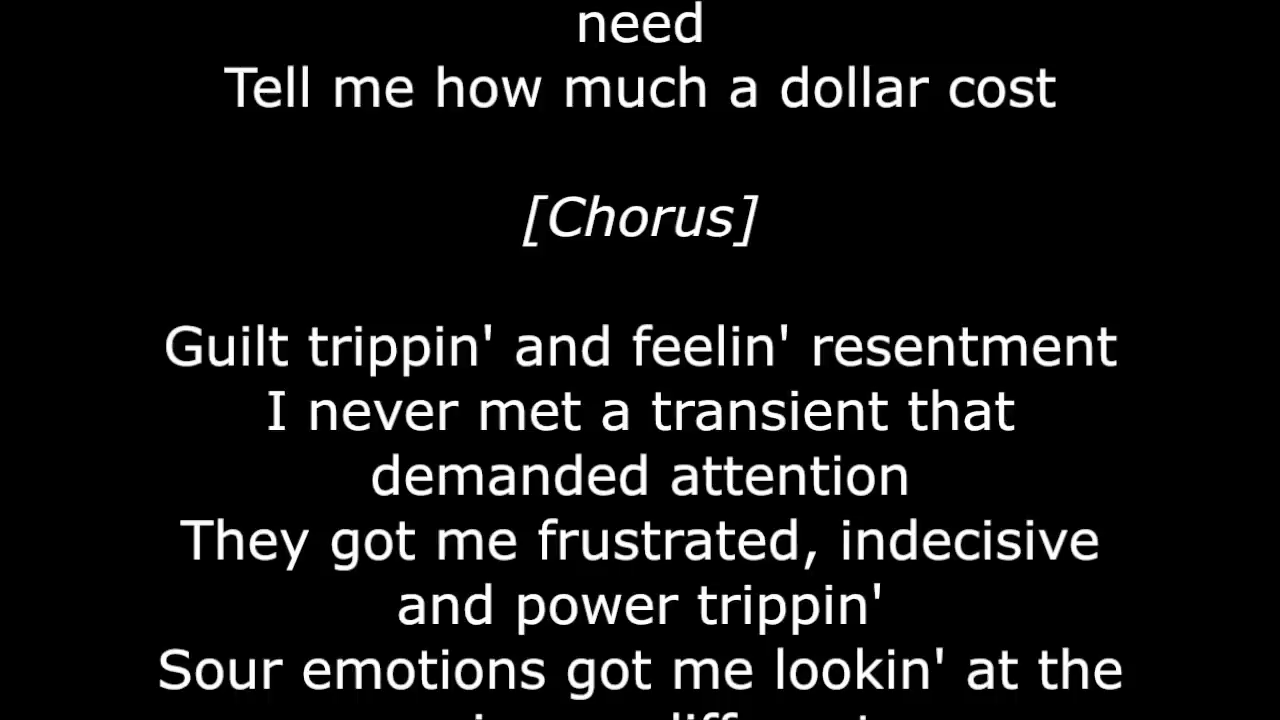 need
Tell me how much a dollar cost
[Chorus]
Guilt trippin' and feelin' resentment
I never met a transient that
demanded attention
They got me frustrated, indecisive
and power trippin'
Sour emotions got me lookin' at the